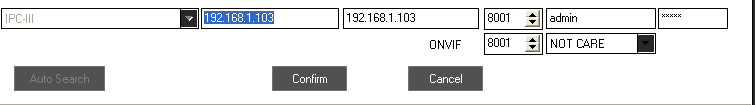 IPC-III 192.168.1.103 192.168.1.103 8001 admin *****
ONVIF 8001 NOT CARE
Auto Search Confirm Cancel